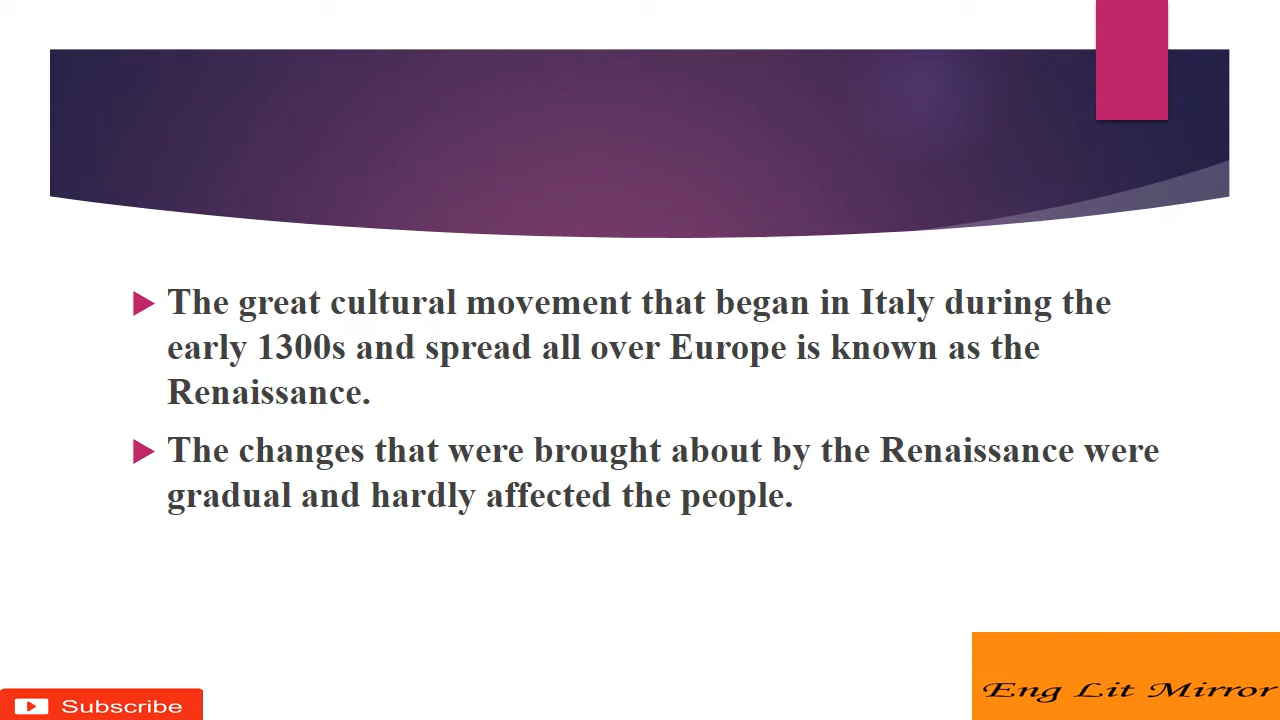 The great cultural movement that began in Italy during the
early 1300s and spread all over Europe is known as the
Renaissance.
The changes that were brought about by the Renaissance were
gradual and hardly affected the people.
Subscribe
Eng Lit Mirror